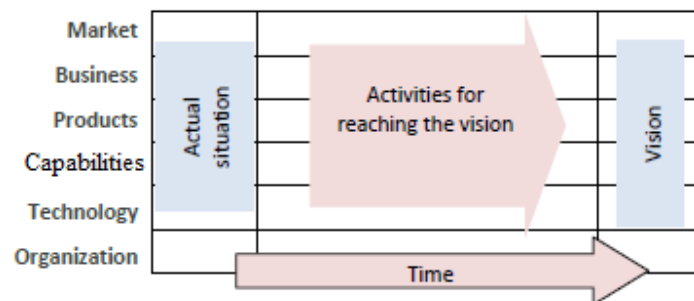 Market
Business
Products
Capabilities
Technology
Organization
Actual
situation
Activities for
reaching the vision
Vision
Time